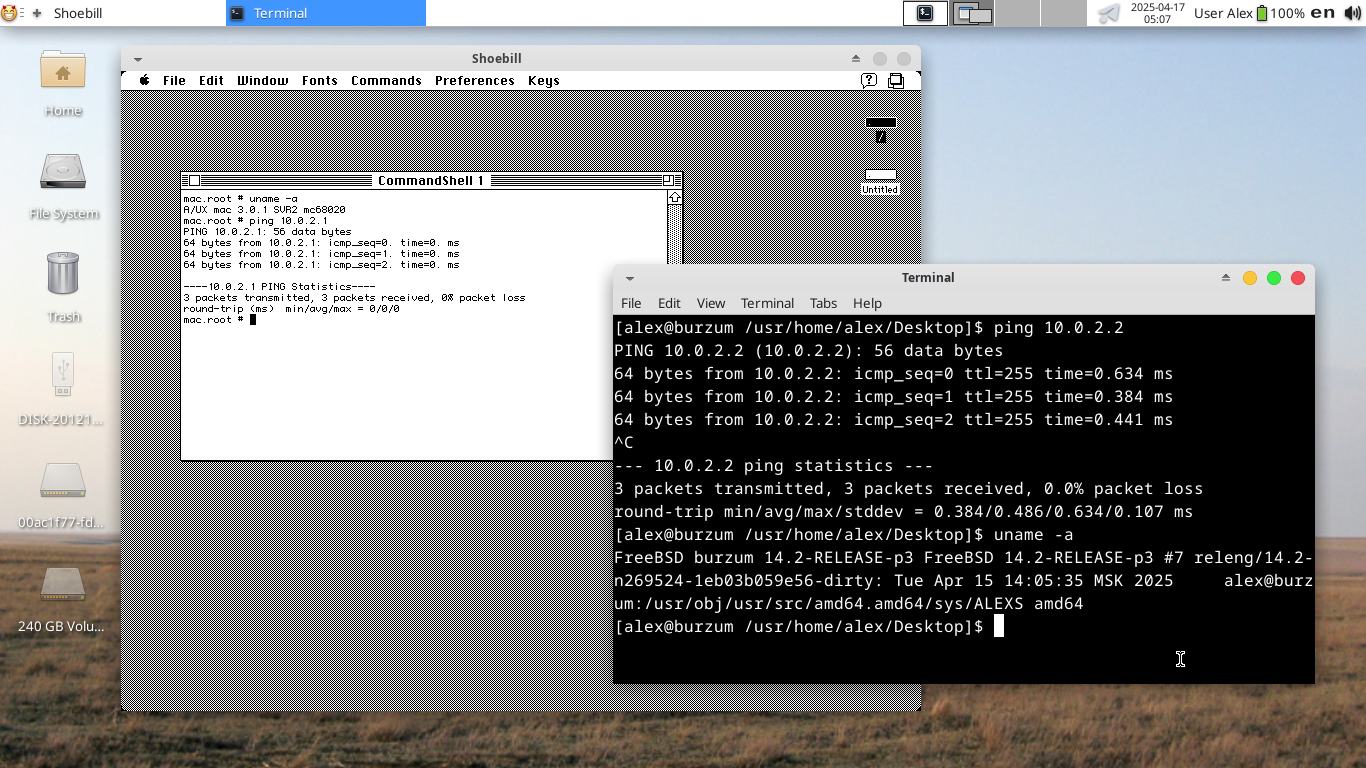 Shoebill
Terminal
2025-04-17
05:07
User Alex
100%
en
Home
File System
Trash
DISK-20121...
00ac1f77-fd...
240 GB Volu...
Shoebill
File Edit Window Fonts Commands Preferences Keys
Untitled
CommandShell 1
mac.root # uname -a
A/UX mac 3.0.1 SVR2 mc68020
mac.root # ping 10.0.2.1
PING 10.0.2.1: 56 data bytes
64 bytes from 10.0.2.1: icmp_seq=0. time=0. ms
64 bytes from 10.0.2.1: icmp_seq=1. time=0. ms
64 bytes from 10.0.2.1: icmp_seq=2. time=0. ms
----10.0.2.1 PING Statistics----
3 packets transmitted, 3 packets received, 0% packet loss
round-trip (ms)  min/avg/max = 0/0/0
mac.root #
Terminal
File Edit View Terminal Tabs Help
[alex@burzum /usr/home/alex/Desktop]$ ping 10.0.2.2
PING 10.0.2.2 (10.0.2.2): 56 data bytes
64 bytes from 10.0.2.2: icmp_seq=0 ttl=255 time=0.634 ms
64 bytes from 10.0.2.2: icmp_seq=1 ttl=255 time=0.384 ms
64 bytes from 10.0.2.2: icmp_seq=2 ttl=255 time=0.441 ms
^C
--- 10.0.2.2 ping statistics ---
3 packets transmitted, 3 packets received, 0.0% packet loss
round-trip min/avg/max/stddev = 0.384/0.486/0.634/0.107 ms
[alex@burzum /usr/home/alex/Desktop]$ uname -a
FreeBSD burzum 14.2-RELEASE-p3 FreeBSD 14.2-RELEASE-p3 #7 releng/14.2-
n269524-1eb03b059e56-dirty: Tue Apr 15 14:05:35 MSK 2025     alex@burz
um:/usr/obj/usr/src/amd64.amd64/sys/ALEXS amd64
[alex@burzum /usr/home/alex/Desktop]$